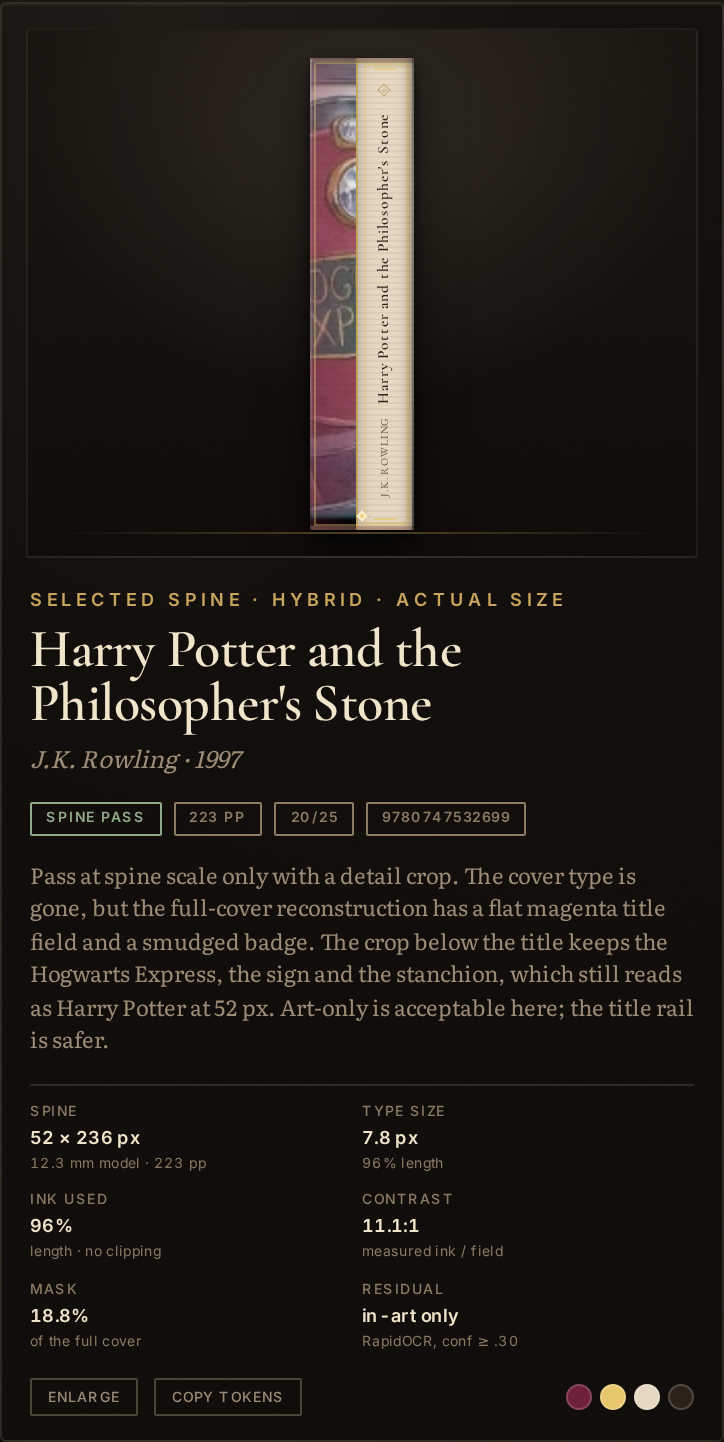 OG
XP
J.K. ROWLING Harry Potter and the Philosopher's Stone
SELECTED SPINE · HYBRID · ACTUAL SIZE
Harry Potter and the
Philosopher's Stone
J.K. Rowling · 1997
SPINE PASS 223 PP 20/25 9780747532699
Pass at spine scale only with a detail crop. The cover type is
gone, but the full-cover reconstruction has a flat magenta title
field and a smudged badge. The crop below the title keeps the
Hogwarts Express, the sign and the stanchion, which still reads
as Harry Potter at 52 px. Art-only is acceptable here; the title rail
is safer.
SPINE TYPE SIZE
52 × 236 px 7.8 px
12.3 mm model · 223 pp 96% length
INK USED CONTRAST
96% 11.1:1
length · no clipping measured ink / field
MASK RESIDUAL
18.8% in-art only
of the full cover RapidOCR, conf ≥ .30
ENLARGE COPY TOKENS